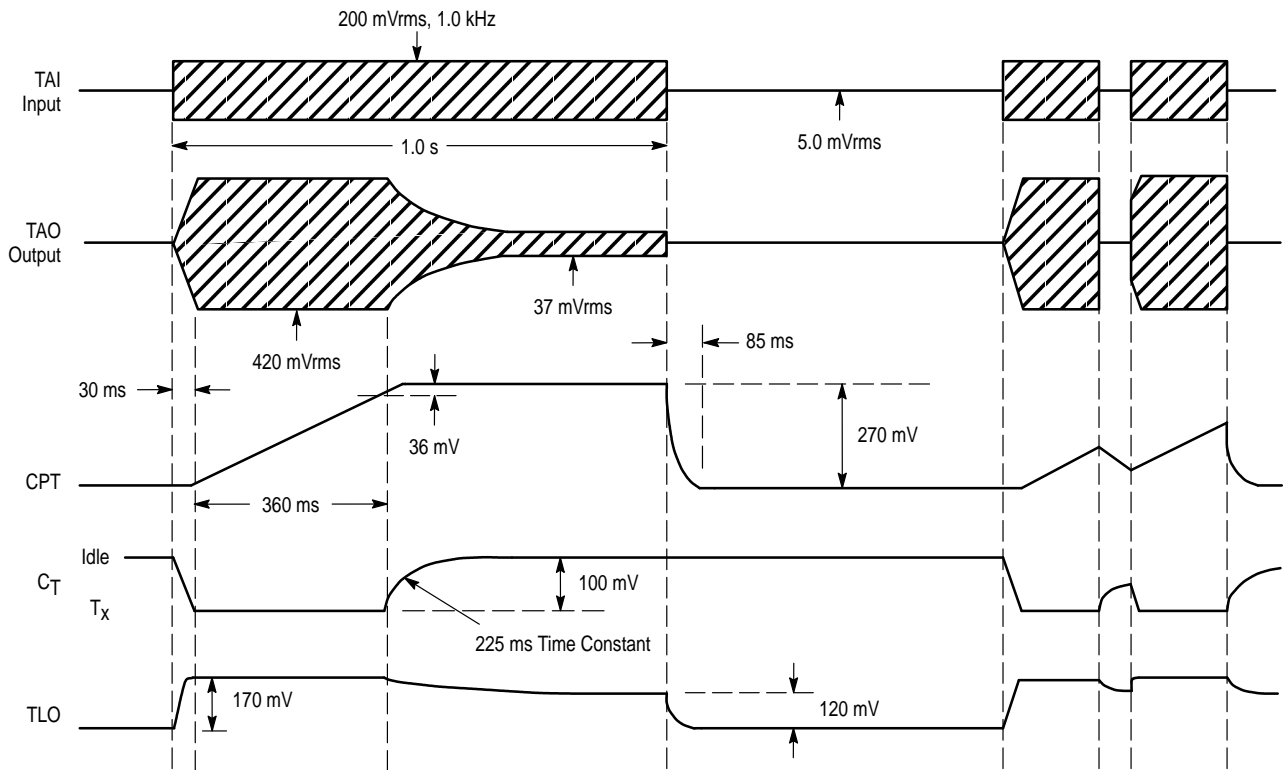 200 mVrms, 1.0 kHz
TAI
Input
5.0 mVrms
1.0 s
TAO
Output
37 mVrms
85 ms
420 mVrms
30 ms
36 mV
270 mV
CPT
360 ms
Idle
CT
100 mV
TX
225 ms Time Constant
170 mV
120 mV
TLO